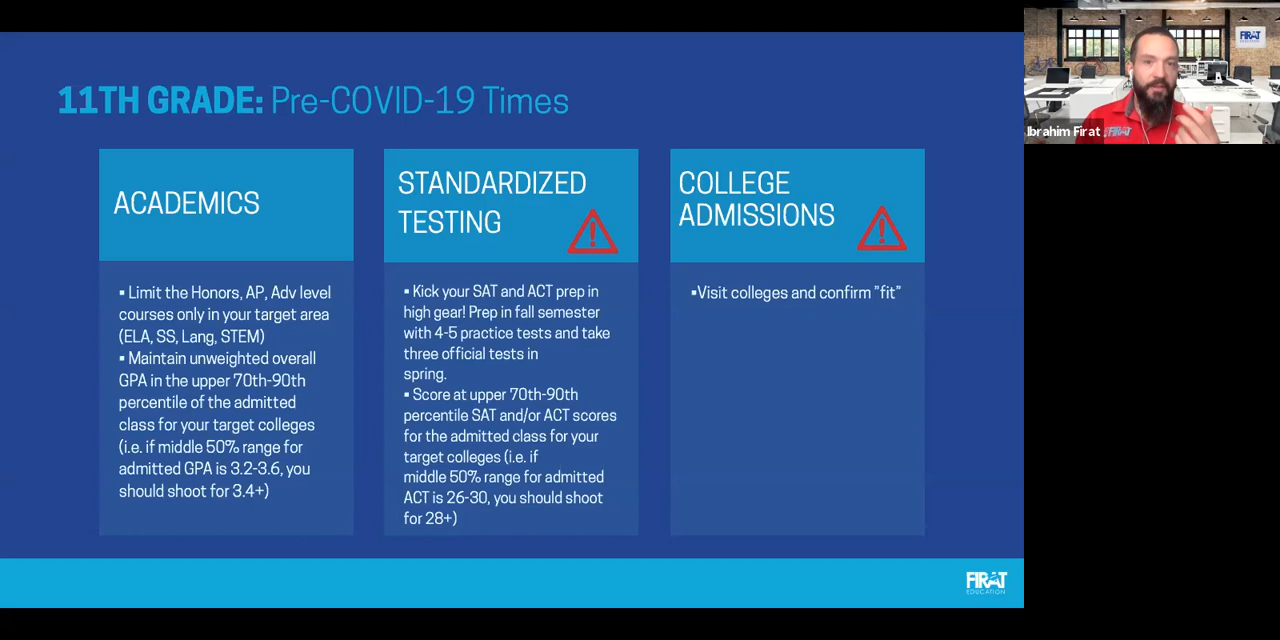 11TH GRADE: Pre-COVID-19 Times
ACADEMICS
▪ Limit the Honors, AP, Adv level
courses only in your target area
(ELA, SS, Lang, STEM)
▪ Maintain unweighted overall
GPA in the upper 70th-90th
percentile of the admitted
class for your target colleges
(i.e. if middle 50% range for
admitted GPA is 3.2-3.6, you
should shoot for 3.4+)
STANDARDIZED
TESTING
▪ Kick your SAT and ACT prep in
high gear! Prep in fall semester
with 4-5 practice tests and take
three official tests in
spring.
▪ Score at upper 70th-90th
percentile SAT and/or ACT scores
for the admitted class for your
target colleges (i.e. if
middle 50% range for admitted
ACT is 26-30, you should shoot
for 28+)
COLLEGE
ADMISSIONS
▪Visit colleges and confirm "fit"
FIRAT
EDUCATION
FIRAT
Ibrahim Firat
FIRAT